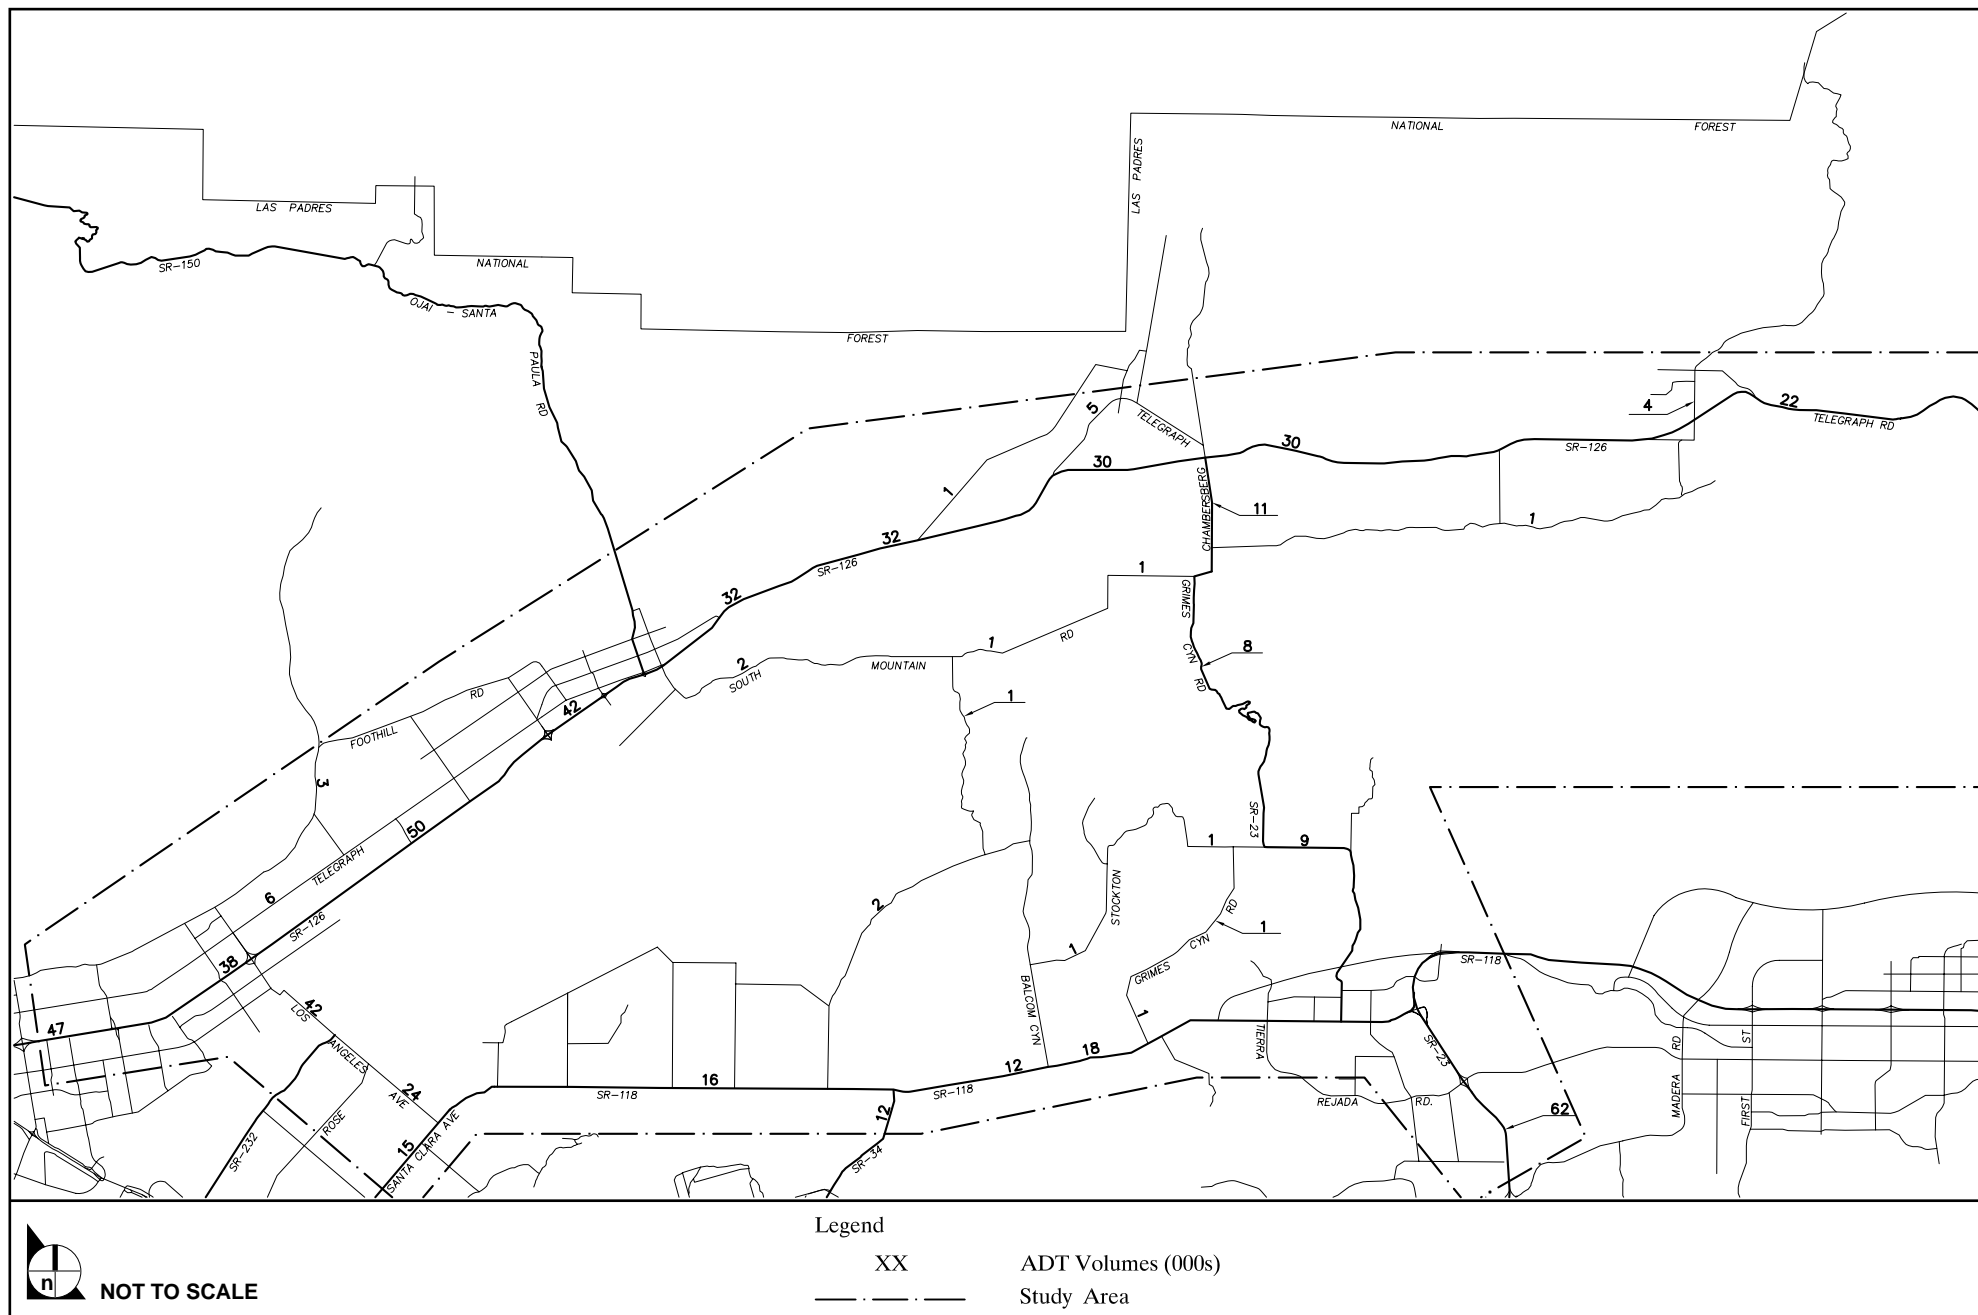 NATIONAL
FOREST
LAS PADRES
LAS PADRES
SR-150
NATIONAL
OJAI - SANTA
PAULA RD
FOREST
5
TELEGRAPH
4
22
TELEGRAPH RD
30
30
SR-126
1
CHAMBERSBERG
11
1
32
SR-126
32
1
GRIMES
CYN
RD
8
1
RD
2
SOUTH
MOUNTAIN
1
RD
FOOTHILL
42
3
50
TELEGRAPH
6
SR-126
38
SR-23
1
9
STOCKTON
2
1
RD
CYN
GRIMES
1
1
BALCOM CYN
SR-118
42
LOS
ANGELES
24
AVE
47
TIERRA
18
12
SR-118
16
SR-118
12
SR-34
15
SANTA CLARA AVE
ROSE
SR-232
SR-23
REJADA
RD.
62
MADERA
RD
FIRST
ST
NOT TO SCALE
n
Legend
XX ADT Volumes (000s)
Study Area